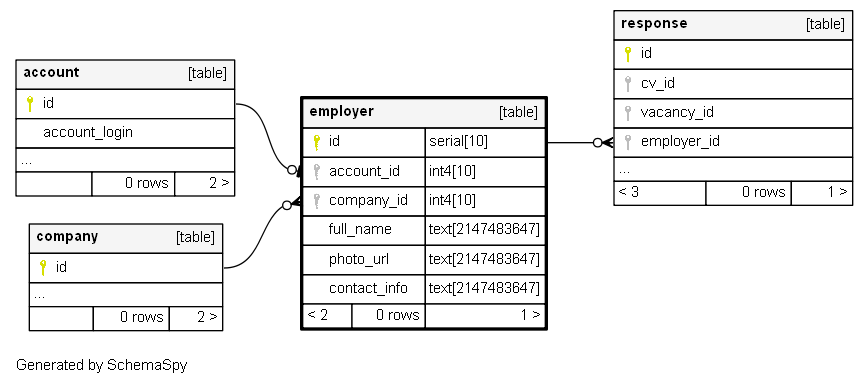 account [table]
id
account_login
...
0 rows 2 >
company [table]
id
...
0 rows 2 >
employer [table]
id serial[10]
account_id int4[10]
company_id int4[10]
full_name text[2147483647]
photo_url text[2147483647]
contact_info text[2147483647]
< 2 0 rows 1 >
response [table]
id
cv_id
vacancy_id
employer_id
...
< 3 0 rows 1 >
Generated by SchemaSpy